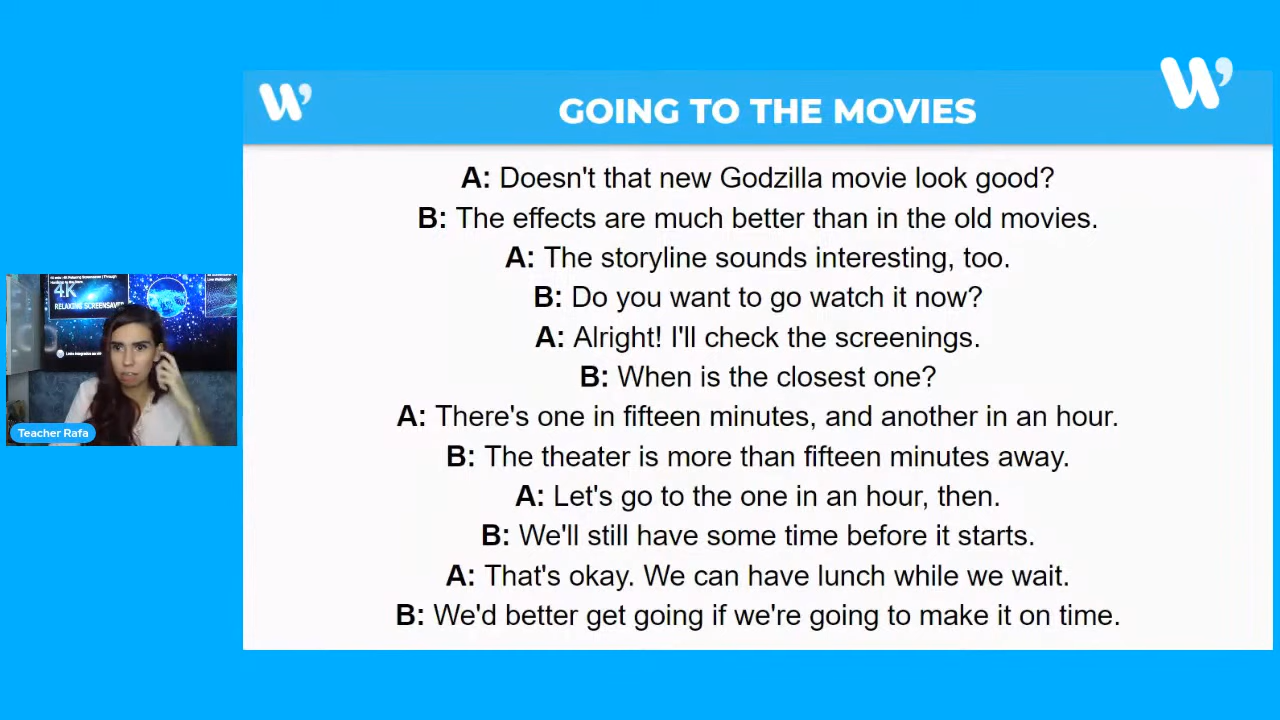 W'
W'
GOING TO THE MOVIES
A: Doesn't that new Godzilla movie look good?
B: The effects are much better than in the old movies.
A: The storyline sounds interesting, too.
B: Do you want to go watch it now?
A: Alright! I'll check the screenings.
B: When is the closest one?
A: There's one in fifteen minutes, and another in an hour.
B: The theater is more than fifteen minutes away.
A: Let's go to the one in an hour, then.
B: We'll still have some time before it starts.
A: That's okay. We can have lunch while we wait.
B: We'd better get going if we're going to make it on time.
4K
RELAXING SCREENSAVER
Teacher Rafa